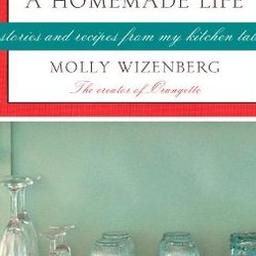 A HOMEMADE LIFE
stories and recipes from my kitchen
MOLLY WIZENBERG
The creator of Orangette